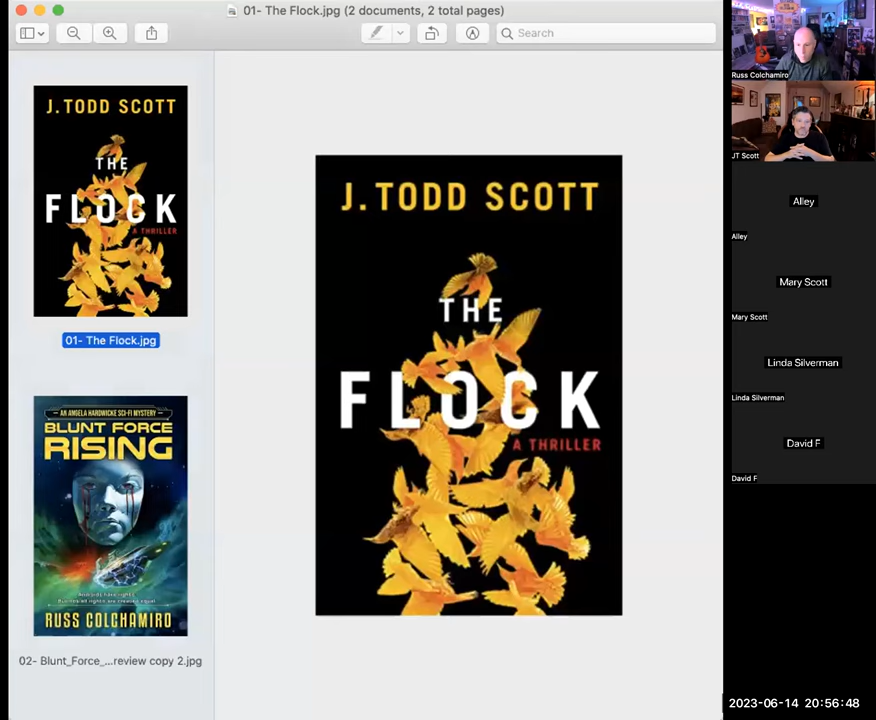 01- The Flock.jpg (2 documents, 2 total pages)
Search
J. TODD SCOTT
THE
FLOCK
A THRILLER
01- The Flock.jpg
AN ANGELA HARDWICKE SCI-FI MYSTERY
BLUNT FORCE
RISING
RUSS COLCHAMIRO
02- Blunt_Force_...review copy 2.jpg
J. TODD SCOTT
THE
FLOCK
A THRILLER
Russ Colchamiro
JT Scott
Alley
Alley
Mary Scott
Mary Scott
Linda Silverman
Linda Silverman
David F
David F
2023-06-14 20:56:48